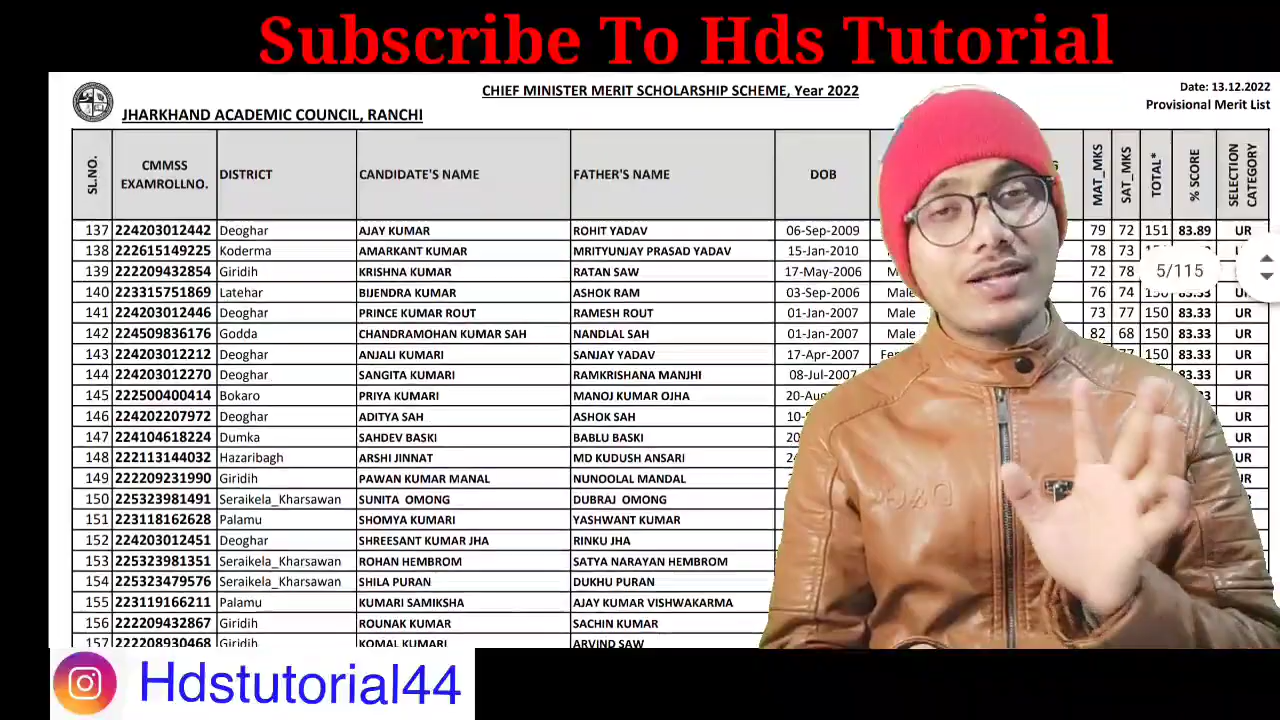 Subscribe To Hds Tutorial
CHIEF MINISTER MERIT SCHOLARSHIP SCHEME, Year 2022
Date: 13.12.2022
Provisional Merit List
JHARKHAND ACADEMIC COUNCIL, RANCHI
SL.NO. CMMSS EXAMROLLNO. DISTRICT CANDIDATE'S NAME FATHER'S NAME DOB MAT_MKS SAT_MKS TOTAL* % SCORE SELECTION CATEGORY
137 224203012442 Deoghar AJAY KUMAR ROHIT YADAV 06-Sep-2009 79 72 151 83.89 UR
138 222615149225 Koderma AMARKANT KUMAR MRITYUNJAY PRASAD YADAV 15-Jan-2010 78 73 UR
139 222209432854 Giridih KRISHNA KUMAR RATAN SAW 17-May-2006 72 78 UR
5/115
140 223315751869 Latehar BIJENDRA KUMAR ASHOK RAM 03-Sep-2006 Male 76 74 150 83.33 UR
141 224203012446 Deoghar PRINCE KUMAR ROUT RAMESH ROUT 01-Jan-2007 Male 73 77 150 83.33 UR
142 224509836176 Godda CHANDRAMOHAN KUMAR SAH NANDLAL SAH 01-Jan-2007 Male 82 68 150 83.33 UR
143 224203012212 Deoghar ANJALI KUMARI SANJAY YADAV 17-Apr-2007 150 83.33 UR
144 224203012270 Deoghar SANGITA KUMARI RAMKRISHANA MANJHI 08-Jul-2007 83.33 UR
145 222500400414 Bokaro PRIYA KUMARI MANOJ KUMAR OJHA UR
146 224202207972 Deoghar ADITYA SAH ASHOK SAH UR
147 224104618224 Dumka SAHDEV BASKI BABLU BASKI UR
148 222113144032 Hazaribagh ARSHI JINNAT MD KUDUSH ANSARI UR
149 222209231990 Giridih PAWAN KUMAR MANAL NUNOOLAL MANDAL UR
150 225323981491 Seraikela_Kharsawan SUNITA OMONG DUBRAJ OMONG
151 223118162628 Palamu SHOMYA KUMARI YASHWANT KUMAR
152 224203012451 Deoghar SHREESANT KUMAR JHA RINKU JHA
153 225323981351 Seraikela_Kharsawan ROHAN HEMBROM SATYA NARAYAN HEMBROM
154 225323479576 Seraikela_Kharsawan SHILA PURAN DUKHU PURAN
155 223119166211 Palamu KUMARI SAMIKSHA AJAY KUMAR VISHWAKARMA
156 222209432867 Giridih ROUNAK KUMAR SACHIN KUMAR
157 222208930468 Giridih KOMAL KUMARI ARVIND SAW
Hdstutorial44